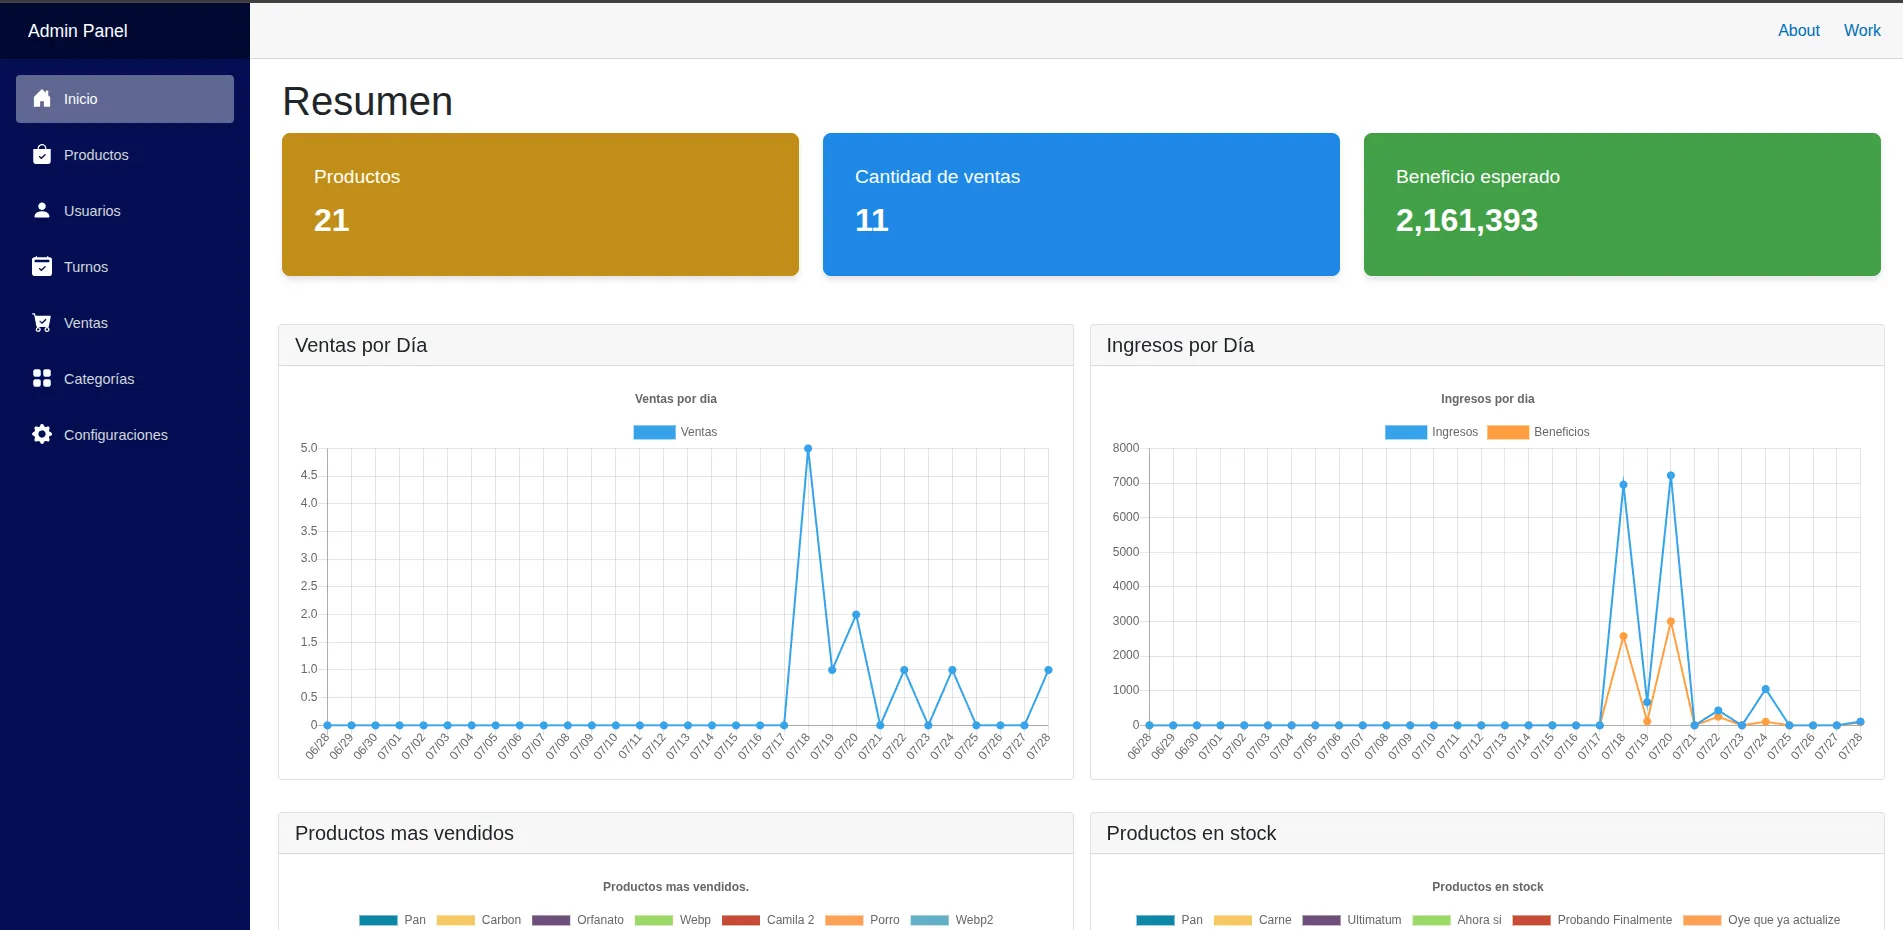 Admin Panel
About Work
Inicio
Productos
Usuarios
Turnos
Ventas
Categorías
Configuraciones
Resumen
Productos
21
Cantidad de ventas
11
Beneficio esperado
2,161,393
Ventas por Día
Ventas por dia
Ventas
5.0
4.5
4.0
3.5
3.0
2.5
2.0
1.5
1.0
0.5
0
06/28 06/29 06/30 07/01 07/02 07/03 07/04 07/05 07/06 07/07 07/08 07/09 07/10 07/11 07/12 07/13 07/14 07/15 07/16 07/17 07/18 07/19 07/20 07/21 07/22 07/23 07/24 07/25 07/26 07/27 07/28
Ingresos por Día
Ingresos por dia
Ingresos Beneficios
8000
7000
6000
5000
4000
3000
2000
1000
0
06/28 06/29 06/30 07/01 07/02 07/03 07/04 07/05 07/06 07/07 07/08 07/09 07/10 07/11 07/12 07/13 07/14 07/15 07/16 07/17 07/18 07/19 07/20 07/21 07/22 07/23 07/24 07/25 07/26 07/27 07/28
Productos mas vendidos
Productos mas vendidos.
Pan Carbon Orfanato Webp Camila 2 Porro Webp2
Productos en stock
Productos en stock
Pan Carne Ultimatum Ahora si Probando Finalmente Oye que ya actualize